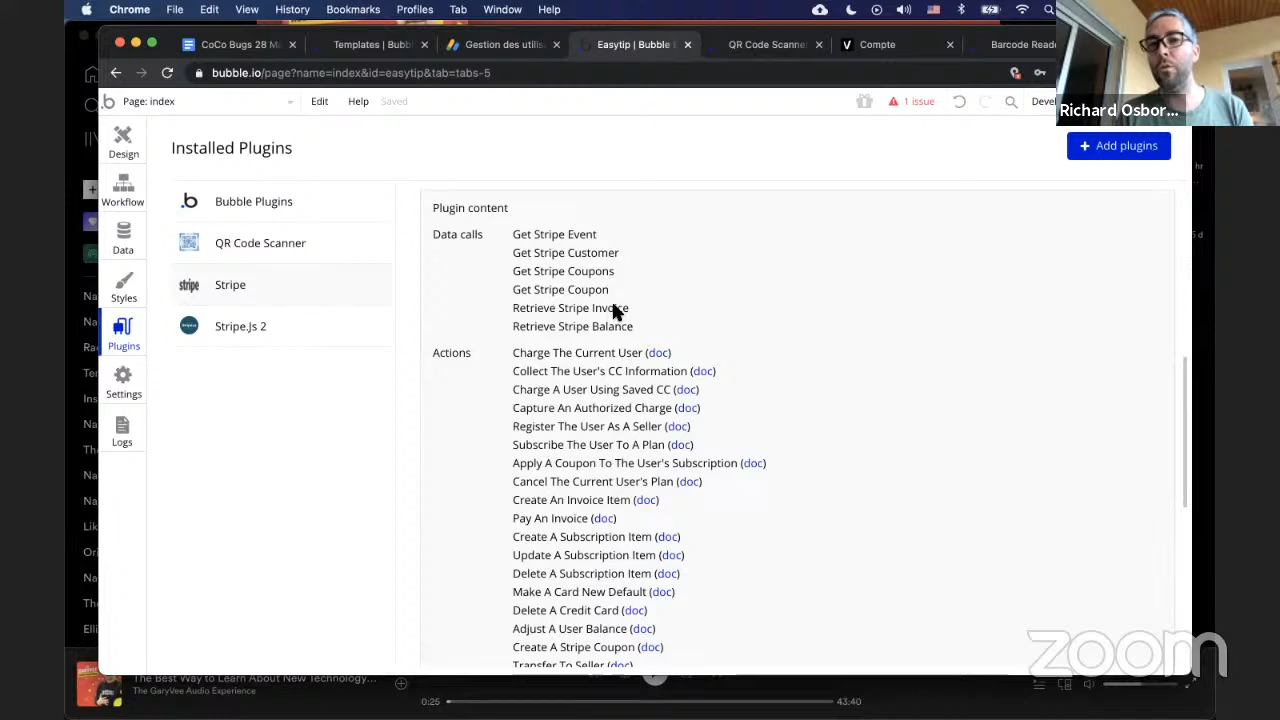 Chrome File Edit View History Bookmarks Profiles Tab Window Help
CoCo Bugs 28 M
Templates | Bubb
Gestion des utilis
Easytip | Bubble
QR Code Scanne
V Compte
Barcode Read
bubble.io/page?name=index&id=easytip&tab=tabs-5
Page: index
Edit
Help
Saved
1 issue
Devel
Richard Osbor...
Design
Workflow
Data
Styles
Plugins
Settings
Logs
Installed Plugins
+ Add plugins
Bubble Plugins
QR Code Scanner
stripe Stripe
Stripe.Js 2
Plugin content
Data calls
Get Stripe Event
Get Stripe Customer
Get Stripe Coupons
Get Stripe Coupon
Retrieve Stripe Invoice
Retrieve Stripe Balance
Actions
Charge The Current User (doc)
Collect The User's CC Information (doc)
Charge A User Using Saved CC (doc)
Capture An Authorized Charge (doc)
Register The User As A Seller (doc)
Subscribe The User To A Plan (doc)
Apply A Coupon To The User's Subscription (doc)
Cancel The Current User's Plan (doc)
Create An Invoice Item (doc)
Pay An Invoice (doc)
Create A Subscription Item (doc)
Update A Subscription Item (doc)
Delete A Subscription Item (doc)
Make A Card New Default (doc)
Delete A Credit Card (doc)
Adjust A User Balance (doc)
Create A Stripe Coupon (doc)
Transfer To Seller (doc)
zoom
The Best Way to Learn About New Technology...
The GaryVee Audio Experience
0:25
43:40